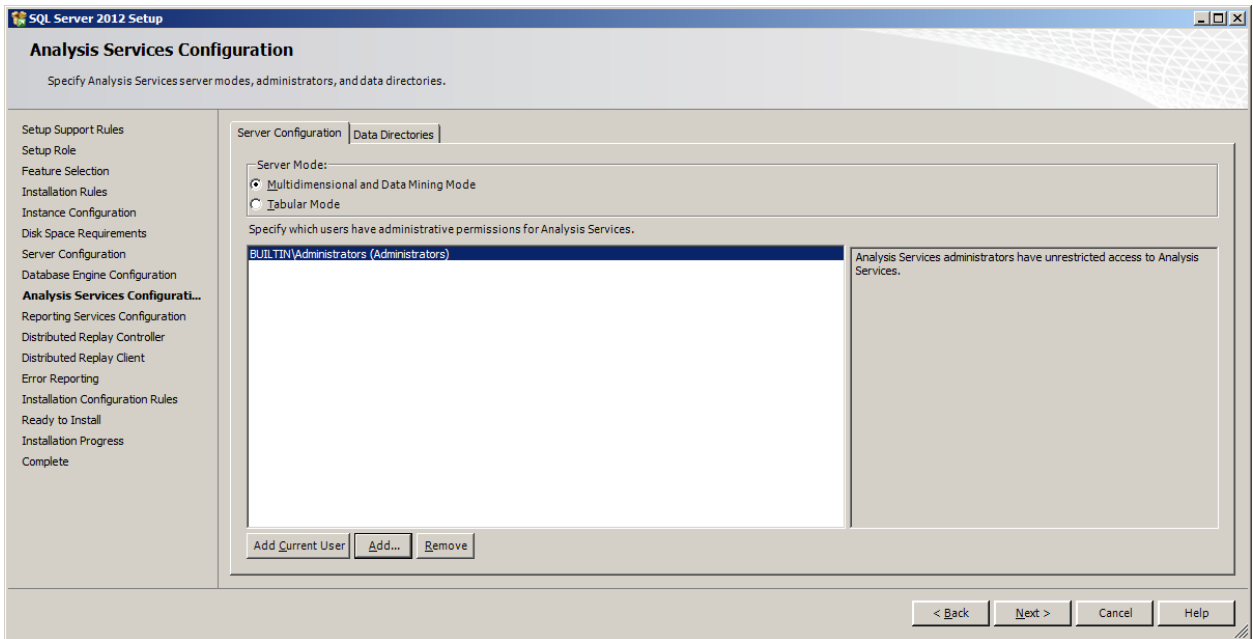 SQL Server 2012 Setup
Analysis Services Configuration
Specify Analysis Services server modes, administrators, and data directories.
Setup Support Rules
Setup Role
Feature Selection
Installation Rules
Instance Configuration
Disk Space Requirements
Server Configuration
Database Engine Configuration
Analysis Services Configurati...
Reporting Services Configuration
Distributed Replay Controller
Distributed Replay Client
Error Reporting
Installation Configuration Rules
Ready to Install
Installation Progress
Complete
Server Configuration Data Directories
Server Mode:
Multidimensional and Data Mining Mode
Tabular Mode
Specify which users have administrative permissions for Analysis Services.
BUILTIN\Administrators (Administrators)
Analysis Services administrators have unrestricted access to Analysis
Services.
Add Current User Add... Remove
< Back Next > Cancel Help